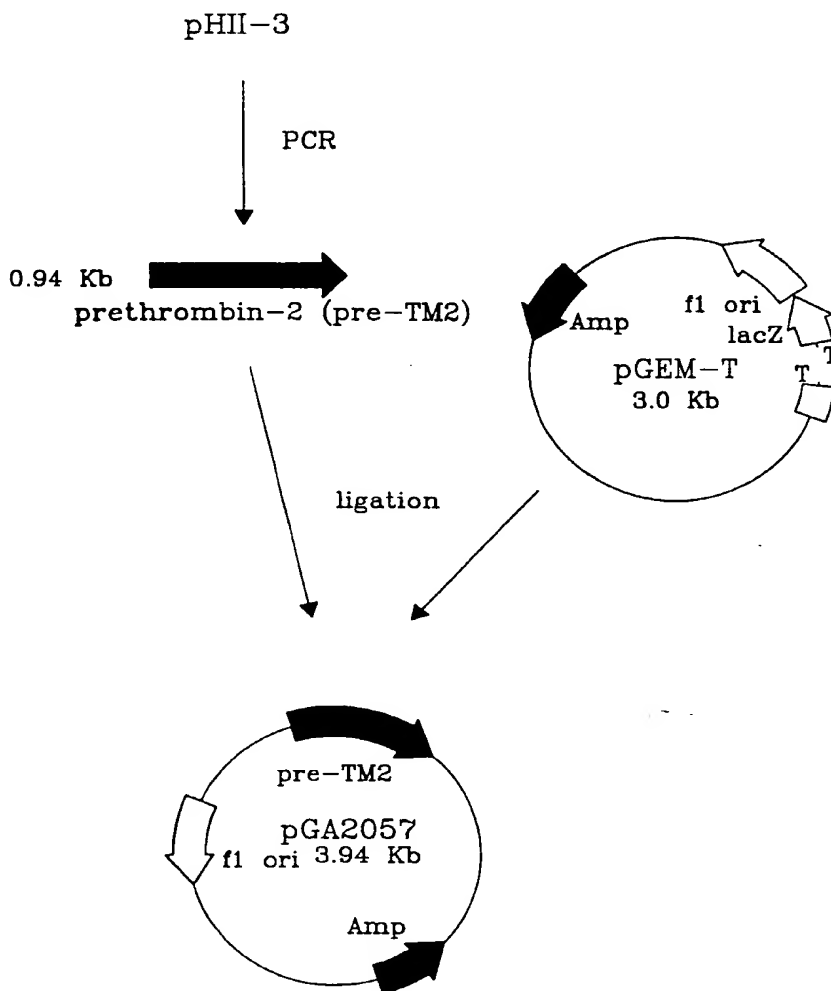 pHII-3
PCR
0.94 Kb
prethrombin-2 (pre-TM2)
Amp
f1 ori
lacZ
T
T
pGEM-T
3.0 Kb
ligation
pre-TM2
pGA2057
f1 ori 3.94 Kb
Amp